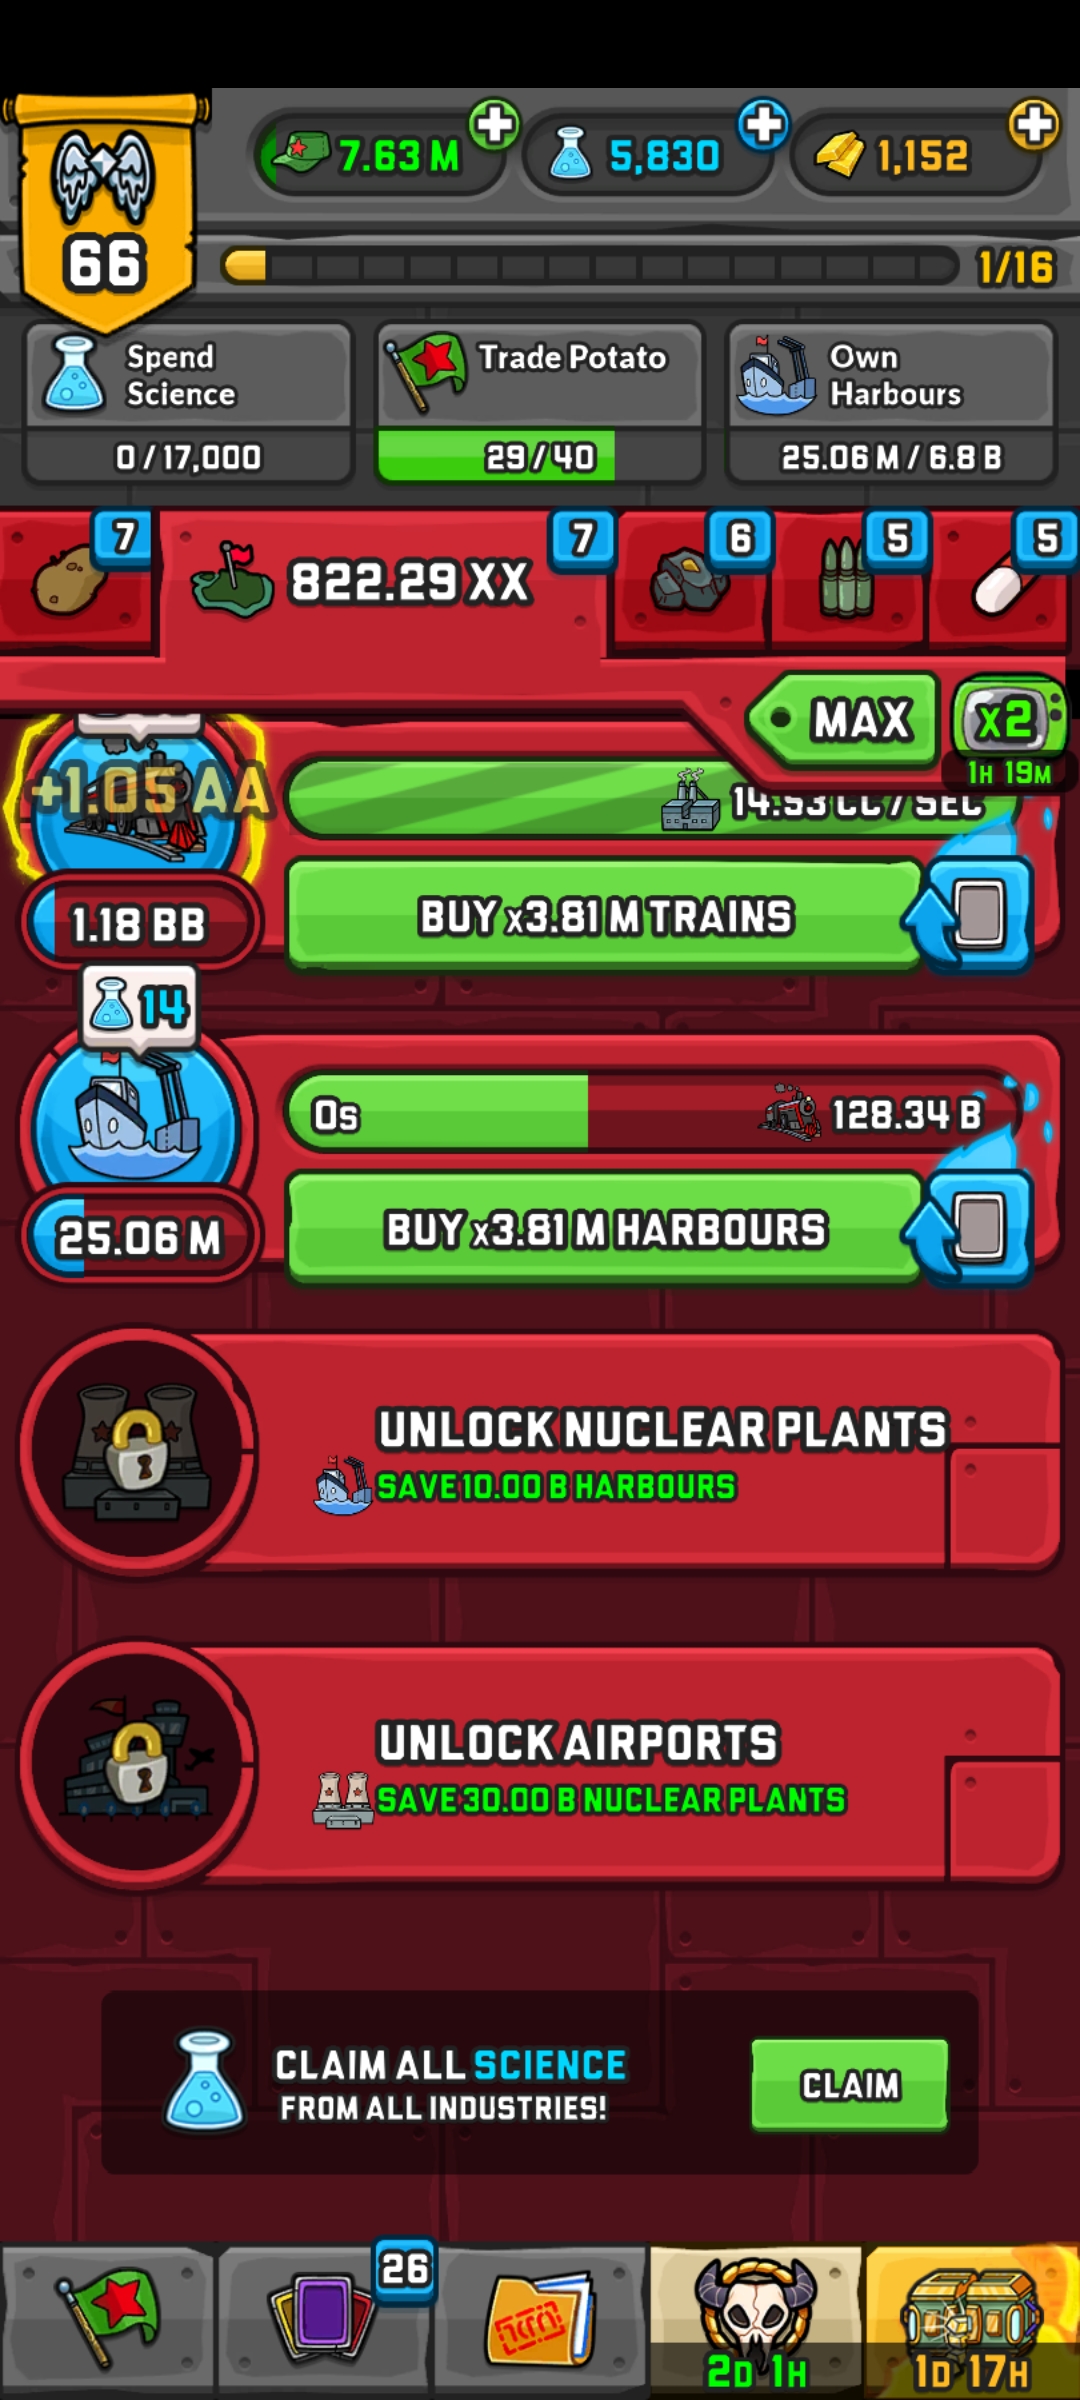 7.63 M
5,830
1,152
66
1/16
Spend
Science
0 / 17,000
Trade Potato
29 / 40
Own
Harbours
25.06 M / 6.8 B
7
822.29 XX
7
6
5
5
MAX
x2
1H 19M
+1.05 AA
14.53 CC / SEC
1.18 BB
BUY x3.81 M TRAINS
14
0s
128.34 B
25.06 M
BUY x3.81 M HARBOURS
UNLOCK NUCLEAR PLANTS
SAVE 10.00 B HARBOURS
UNLOCK AIRPORTS
SAVE 30.00 B NUCLEAR PLANTS
CLAIM ALL SCIENCE
FROM ALL INDUSTRIES!
CLAIM
26
2D 1H
1D 17H